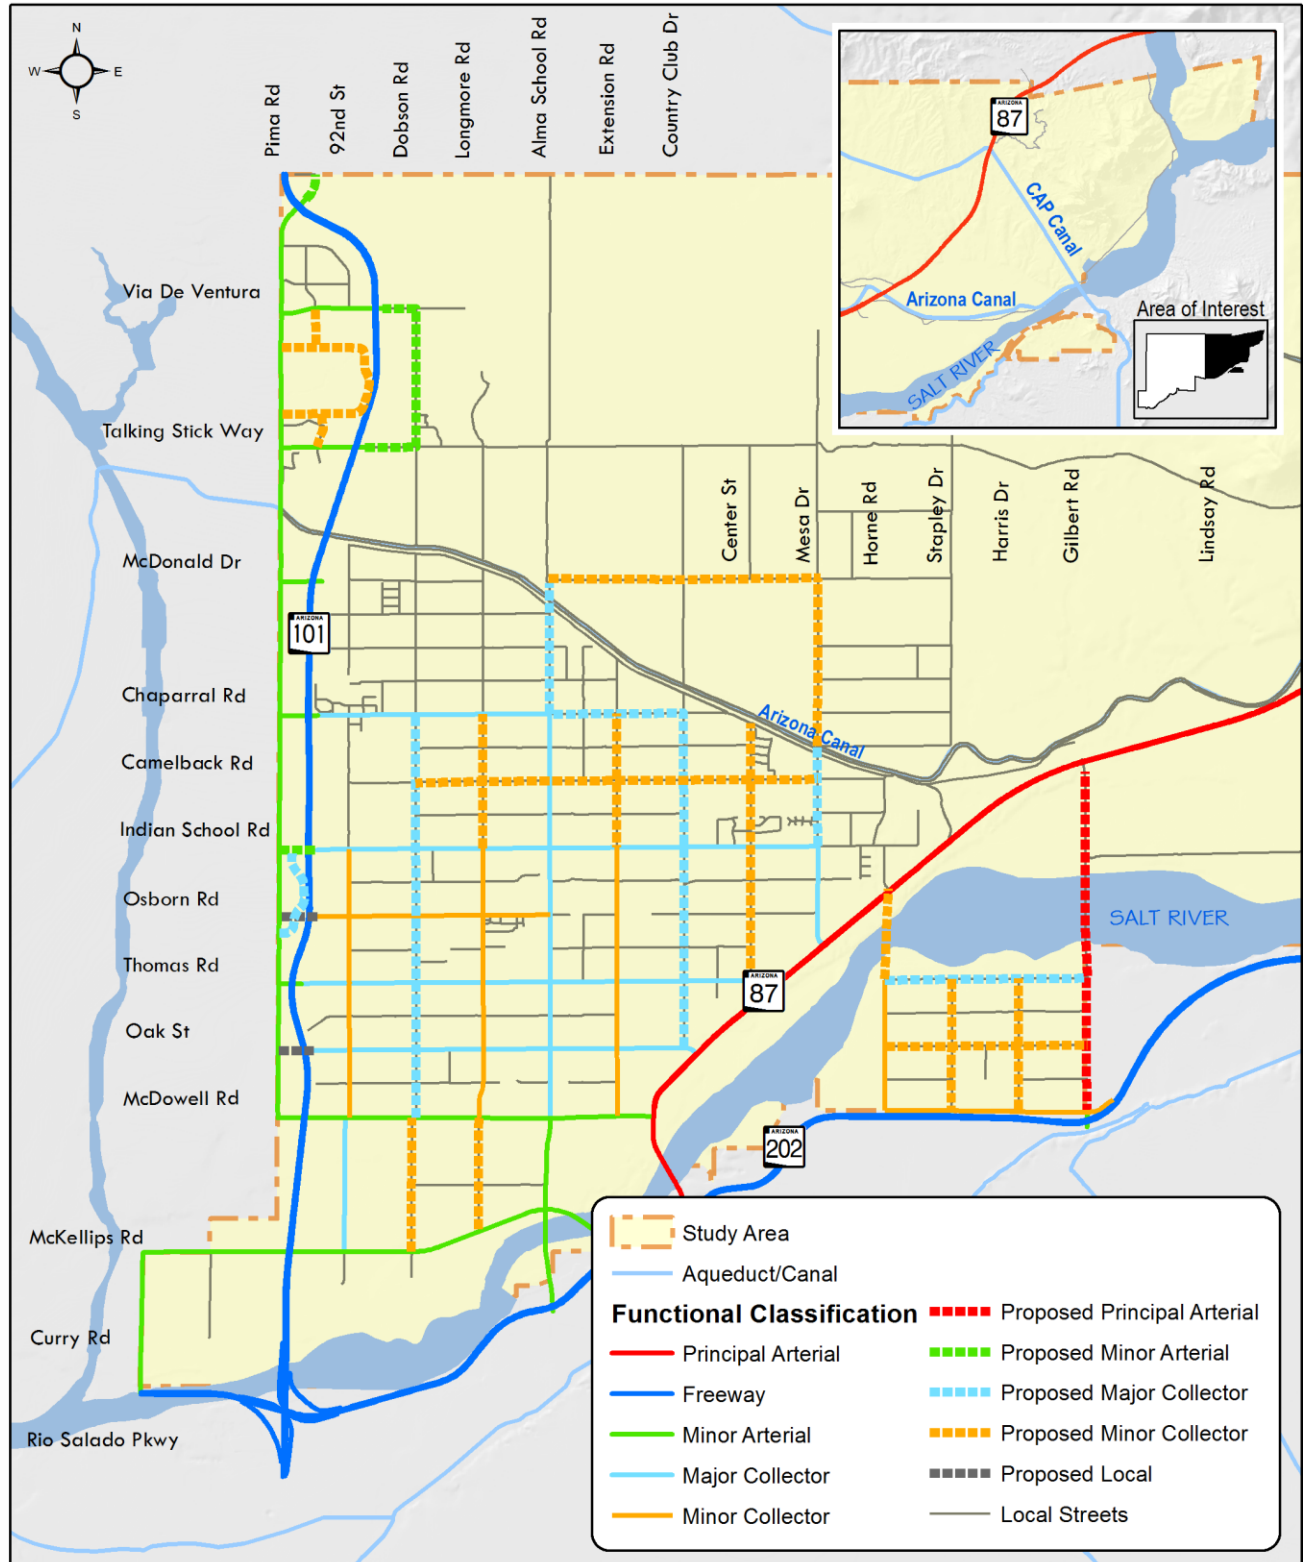 N
W
E
S
Pima Rd
92nd St
Dobson Rd
Longmore Rd
Alma School Rd
Extension Rd
Country Club Dr
ARIZONA
87
CAP Canal
Arizona Canal
SALT RIVER
Area of Interest
Via De Ventura
Talking Stick Way
Center St
Mesa Dr
Horne Rd
Stapley Dr
Harris Dr
Gilbert Rd
Lindsay Rd
McDonald Dr
ARIZONA
101
Chaparral Rd
Arizona Canal
Camelback Rd
Indian School Rd
Osborn Rd
SALT RIVER
Thomas Rd
ARIZONA
87
Oak St
McDowell Rd
ARIZONA
202
McKellips Rd
Curry Rd
Rio Salado Pkwy
Study Area
Aqueduct/Canal
Functional Classification
Principal Arterial
Freeway
Minor Arterial
Major Collector
Minor Collector
Proposed Principal Arterial
Proposed Minor Arterial
Proposed Major Collector
Proposed Minor Collector
Proposed Local
Local Streets